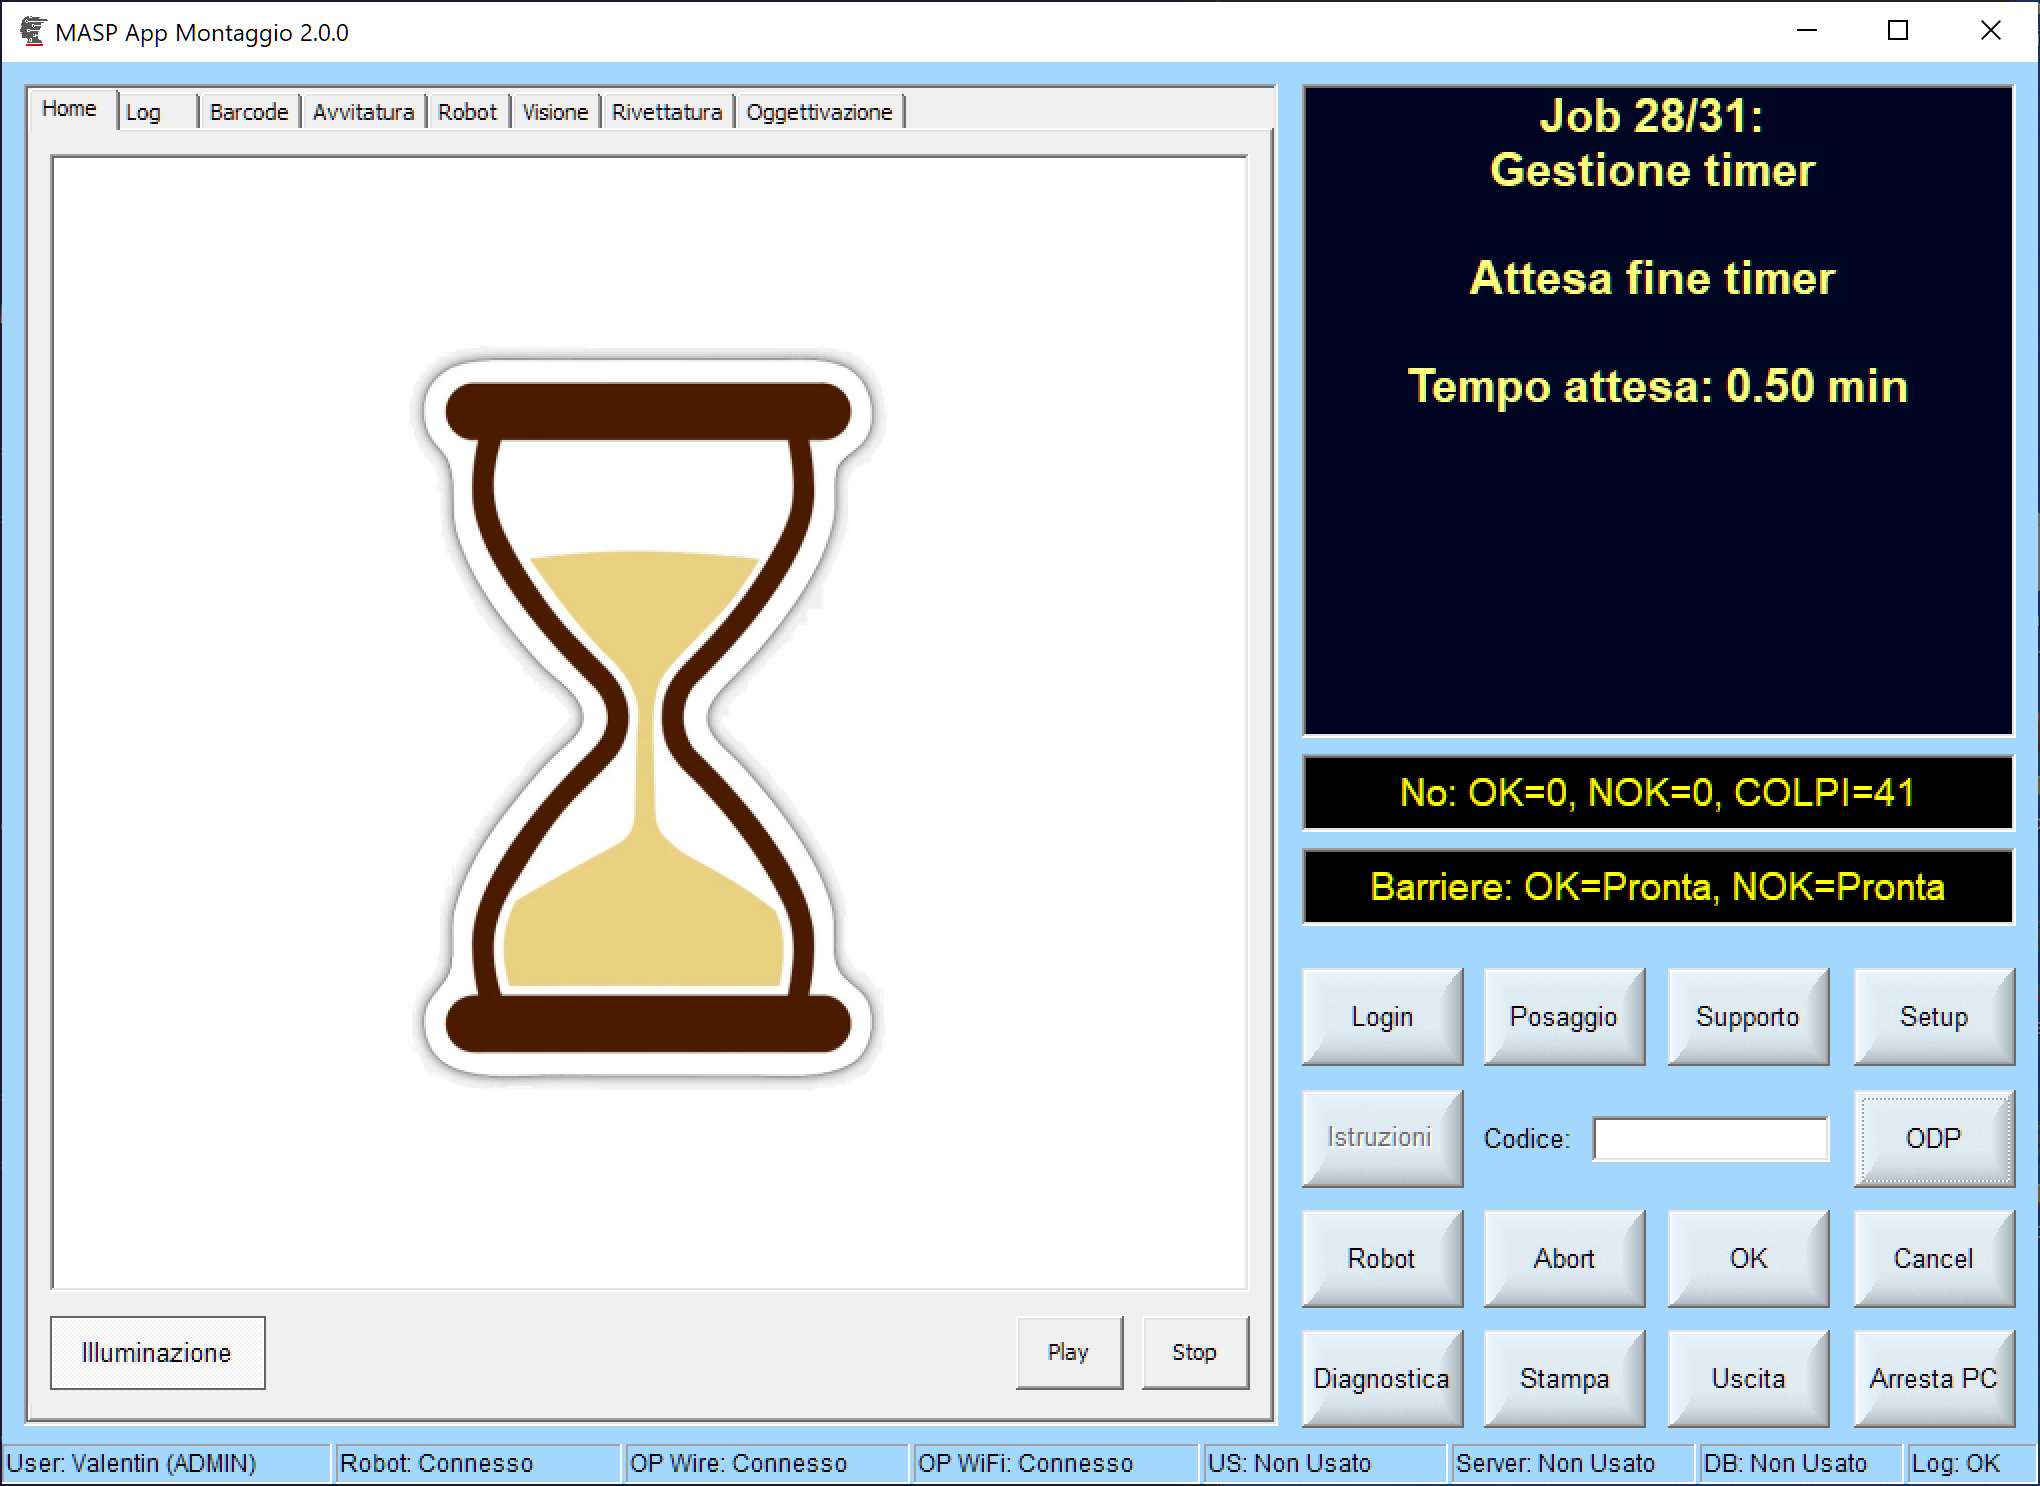 MASP App Montaggio 2.0.0
Home Log Barcode Avvitatura Robot Visione Rivettatura Oggettivazione
Job 28/31:
Gestione timer
Attesa fine timer
Tempo attesa: 0.50 min
No: OK=0, NOK=0, COLPI=41
Barriere: OK=Pronta, NOK=Pronta
Login Posaggio Supporto Setup
Istruzioni Codice: ODP
Robot Abort OK Cancel
Illuminazione Play Stop
Diagnostica Stampa Uscita Arresta PC
User: Valentin (ADMIN) Robot: Connesso OP Wire: Connesso OP WiFi: Connesso US: Non Usato Server: Non Usato DB: Non Usato Log: OK